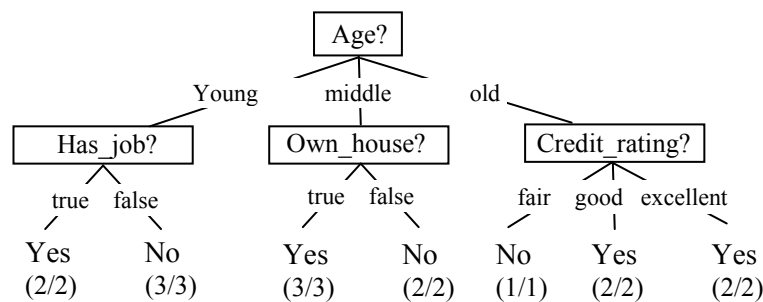 Age?
Young middle old
Has_job? Own_house? Credit_rating?
true false true false fair good excellent
Yes No Yes No No Yes Yes
(2/2) (3/3) (3/3) (2/2) (1/1) (2/2) (2/2)